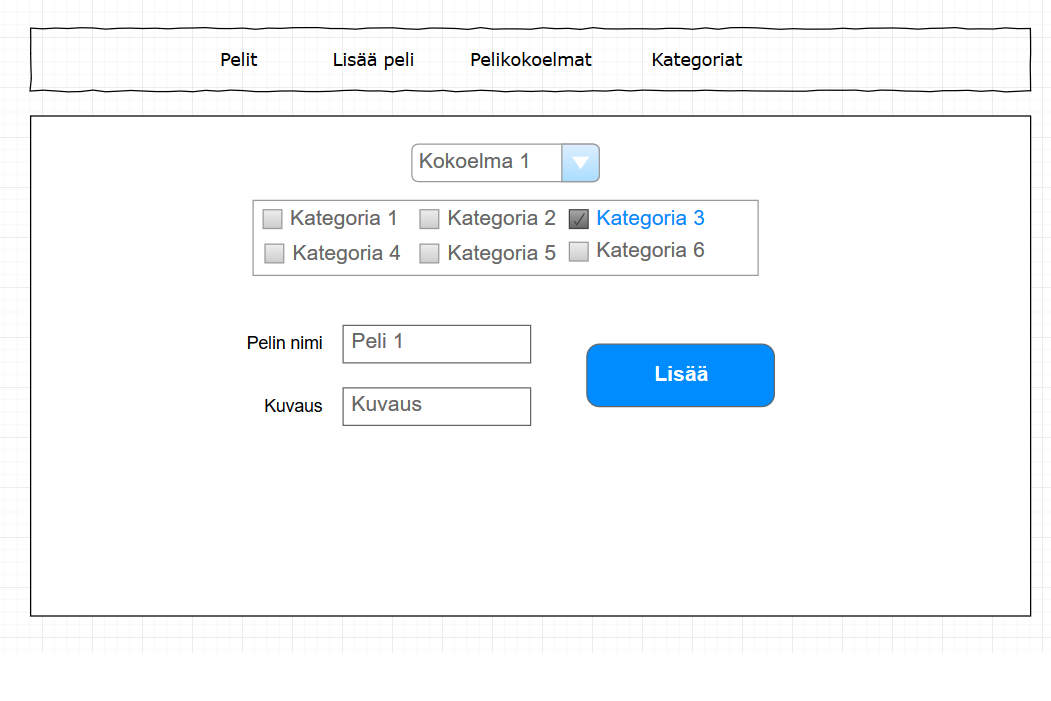 Pelit Lisää peli Pelikokoelmat Kategoriat
Kokoelma 1
Kategoria 1 Kategoria 2 Kategoria 3
Kategoria 4 Kategoria 5 Kategoria 6
Pelin nimi Peli 1
Lisää
Kuvaus Kuvaus